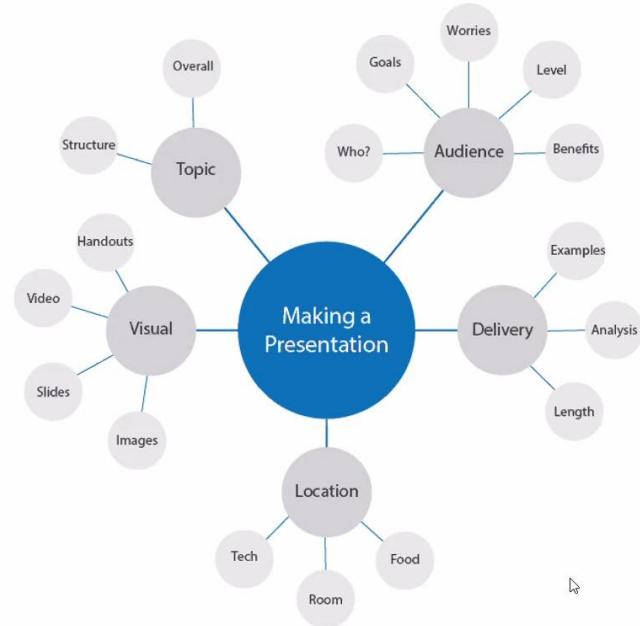 Making a
Presentation
Topic
Structure
Overall
Audience
Who?
Goals
Worries
Level
Benefits
Delivery
Examples
Analysis
Length
Location
Food
Room
Tech
Visual
Images
Slides
Video
Handouts